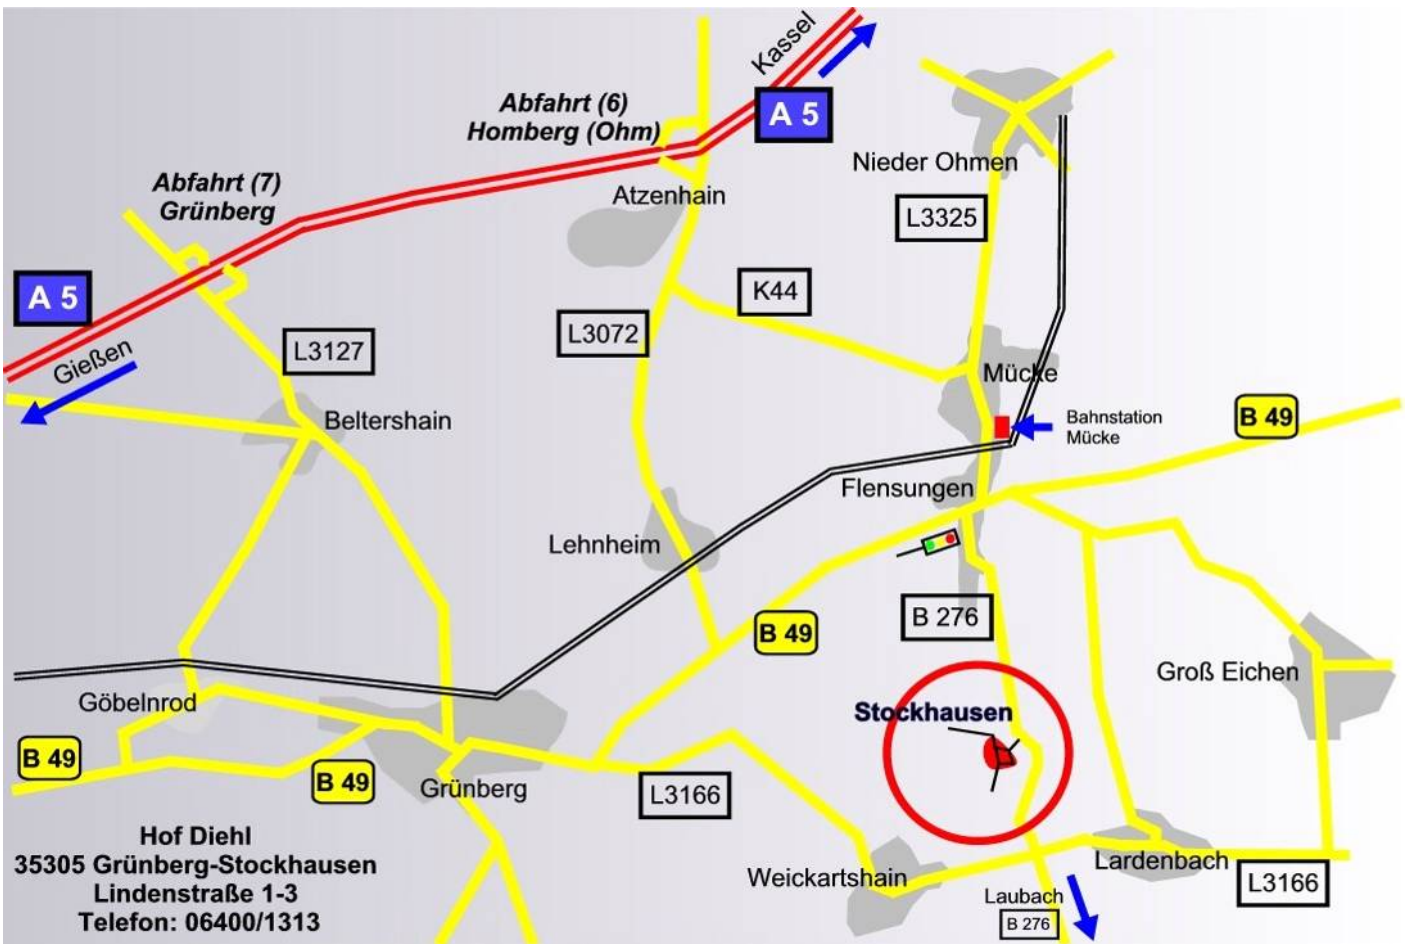 Kassel
A 5
Abfahrt (6)
Homberg (Ohm)
Nieder Ohmen
Abfahrt (7)
Grünberg
Atzenhain
L3325
A 5
K44
L3072
L3127
Gießen
Mücke
Beltershain
Bahnstation
Mücke
B 49
Flensungen
Lehnheim
B 276
B 49
Groß Eichen
Göbelnrod
Stockhausen
B 49
B 49
Grünberg
L3166
Hof Diehl
35305 Grünberg-Stockhausen
Lindenstraße 1-3
Telefon: 06400/1313
Weickartshain
Lardenbach
L3166
Laubach
B 276